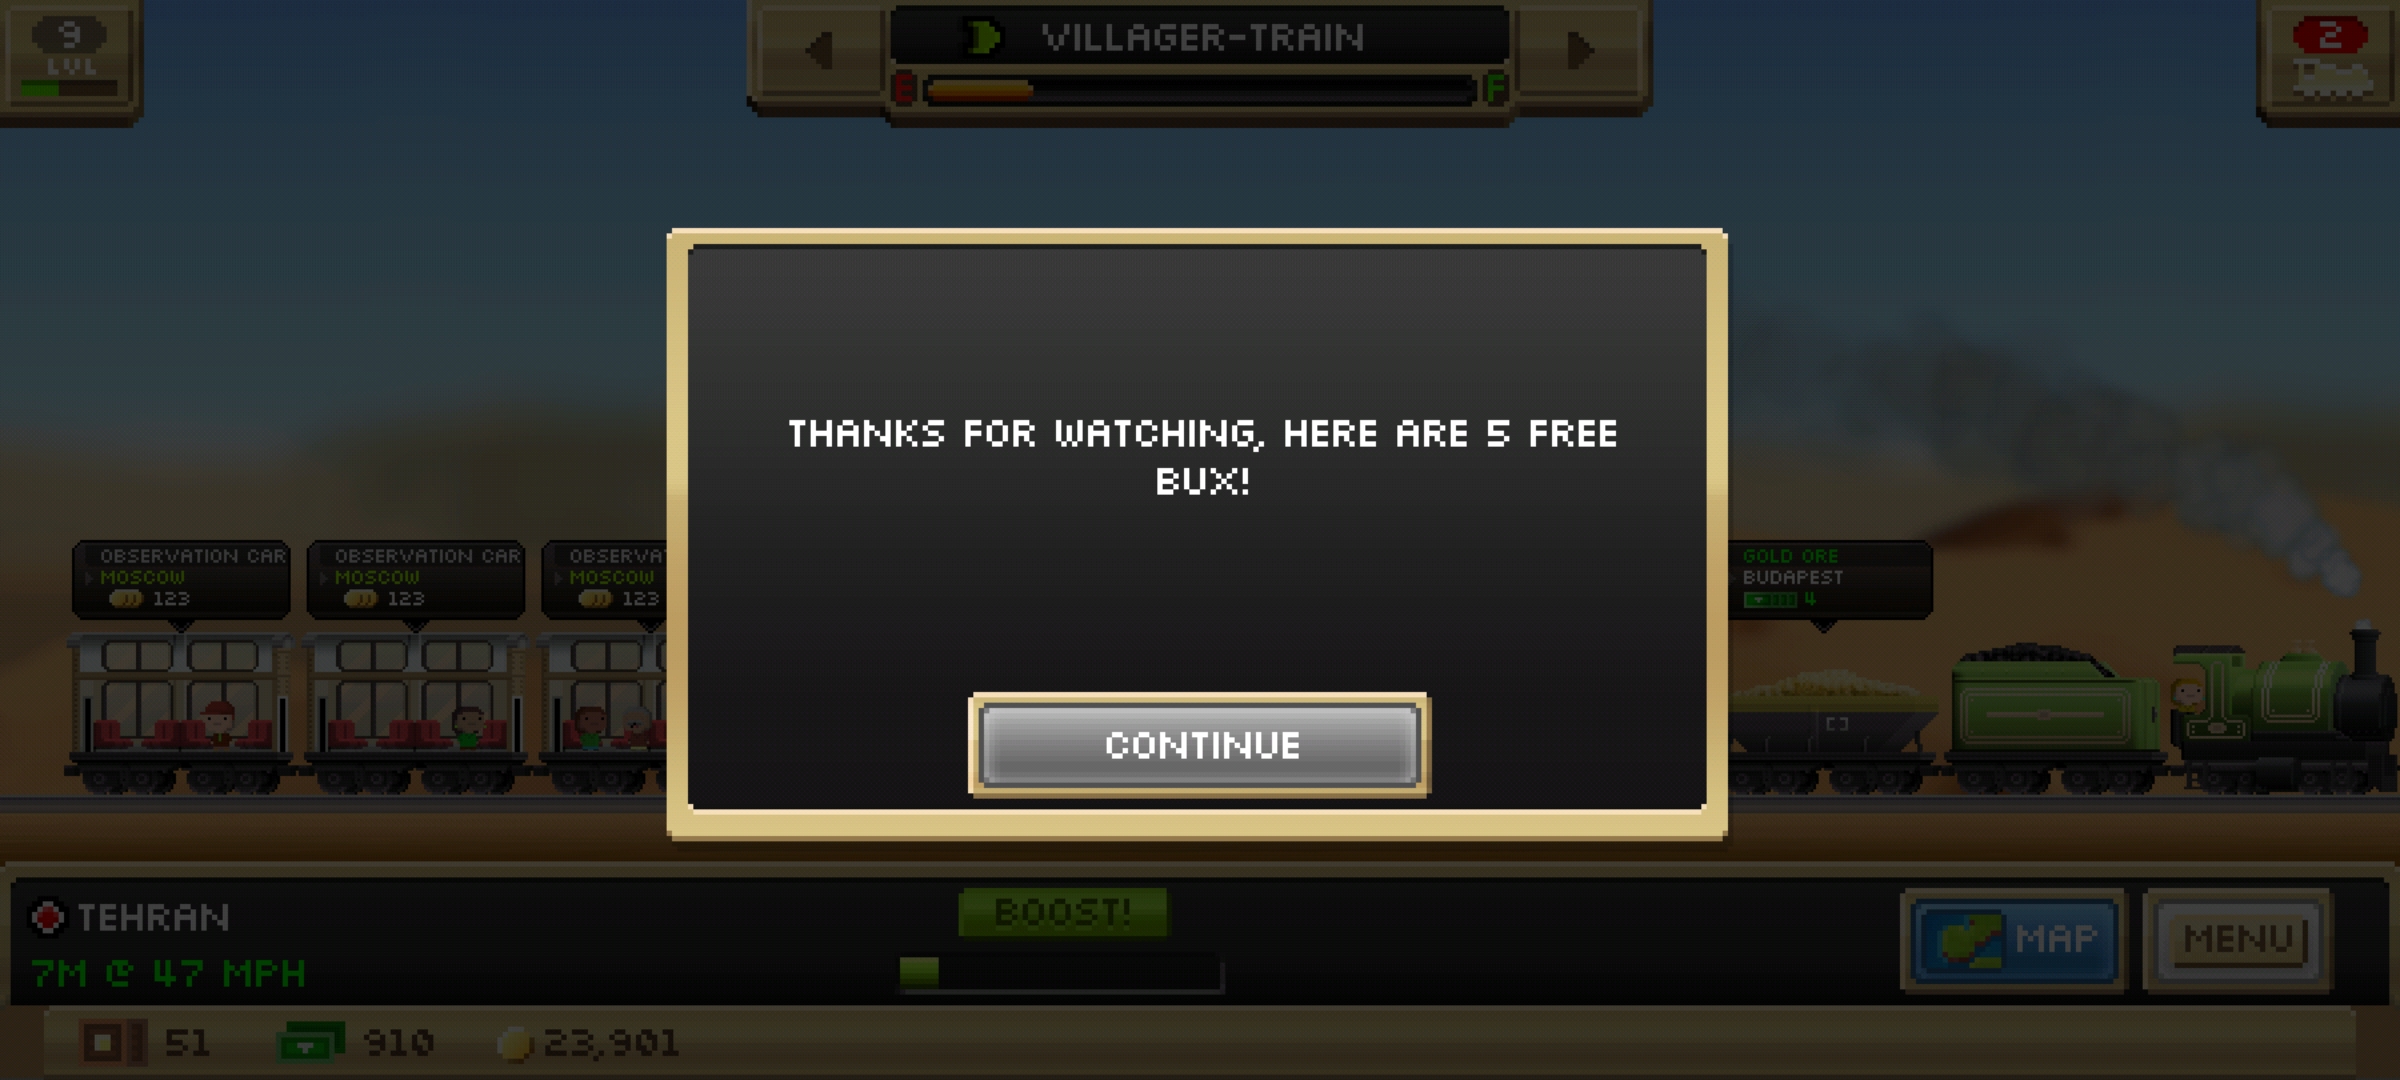 9
LVL
VILLAGER-TRAIN
E F
2
THANKS FOR WATCHING, HERE ARE 5 FREE
BUX!
CONTINUE
OBSERVATION CAR
MOSCOW
123
OBSERVATION CAR
MOSCOW
123
OBSERVA
MOSCOW
123
GOLD ORE
BUDAPEST
4
TEHRAN
7M @ 47 MPH
BOOST!
MAP
MENU
51 910 23,901